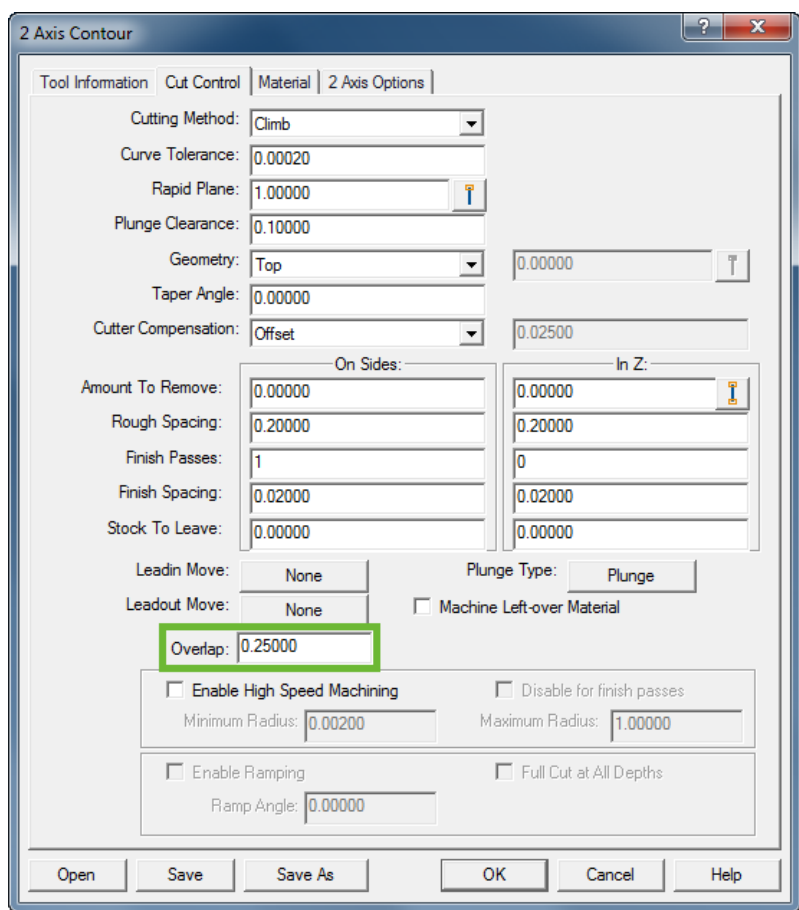 2 Axis Contour
?
X
Tool Information Cut Control Material 2 Axis Options
Cutting Method: Climb
Curve Tolerance: 0.00020
Rapid Plane: 1.00000
Plunge Clearance: 0.10000
Geometry: Top 0.00000
Taper Angle: 0.00000
Cutter Compensation: Offset 0.02500
On Sides: In Z:
Amount To Remove: 0.00000 0.00000
Rough Spacing: 0.20000 0.20000
Finish Passes: 1 0
Finish Spacing: 0.02000 0.02000
Stock To Leave: 0.00000 0.00000
Leadin Move: None Plunge Type: Plunge
Leadout Move: None Machine Left-over Material
Overlap: 0.25000
Enable High Speed Machining Disable for finish passes
Minimum Radius: 0.00200 Maximum Radius: 1.00000
Enable Ramping Full Cut at All Depths
Ramp Angle: 0.00000
Open Save Save As OK Cancel Help